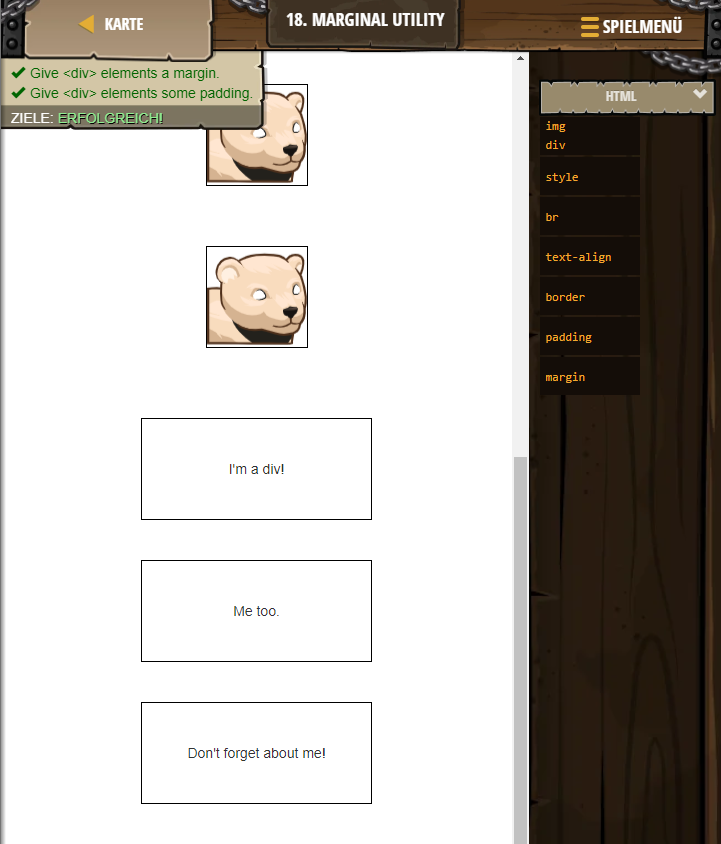 KARTE
18. MARGINAL UTILITY
SPIELMENÜ
Give <div> elements a margin.
Give <div> elements some padding.
ZIELE: ERFOLGREICH!
HTML
img
div
style
br
text-align
border
padding
margin
I'm a div!
Me too.
Don't forget about me!